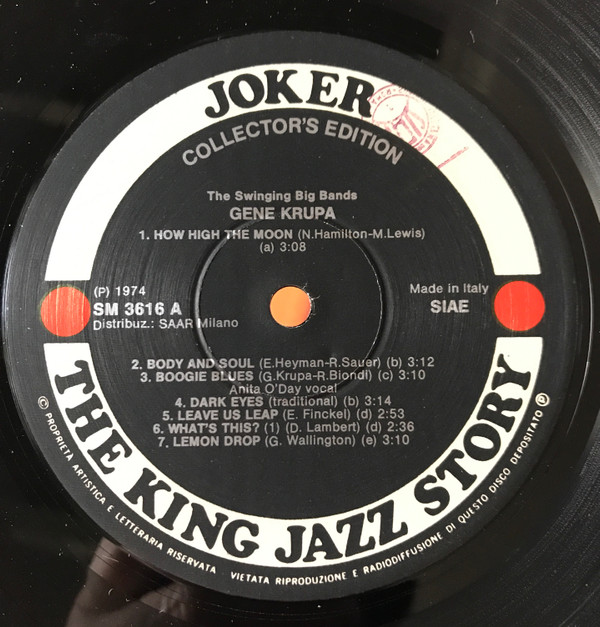 JOKER
COLLECTOR'S EDITION
The Swinging Big Bands
GENE KRUPA
1. HOW HIGH THE MOON (N.Hamilton-M.Lewis)
(a) 3:08
(P) 1974
SM 3616 A
Distribuz.: SAAR Milano
Made in Italy
SIAE
2. BODY AND SOUL (E.Heyman-R.Sauer) (b) 3:12
3. BOOGIE BLUES (G.Krupa-R.Biondi) (c) 3:10
Anita O'Day vocal
4. DARK EYES (traditional) (b) 3:14
5. LEAVE US LEAP (E. Finckel) (d) 2:53
6. WHAT'S THIS? (1) (D. Lambert) (d) 2:36
7. LEMON DROP (G. Wallington) (e) 3:10
THE KING JAZZ STORY
© PROPRIETA ARTISTICA E LETTERARIA RISERVATA VIETATA RIPRODUZIONE E RADIODIFFUSIONE DI QUESTO DISCO DEPOSITATO ℗